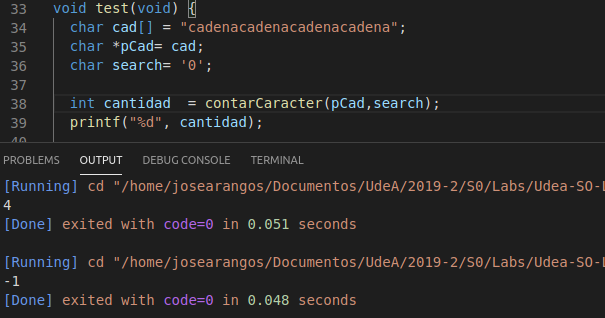 33 void test(void) {
34 char cad[] = "cadenacadenacadenacadena";
35 char *pCad= cad;
36 char search= '0';
37
38 int cantidad = contarCaracter(pCad,search);
39 printf("%d", cantidad);
40
PROBLEMS OUTPUT DEBUG CONSOLE TERMINAL
[Running] cd "/home/josearangos/Documentos/UdeA/2019-2/S0/Labs/Udea-SO-L
4
[Done] exited with code=0 in 0.051 seconds
[Running] cd "/home/josearangos/Documentos/UdeA/2019-2/S0/Labs/Udea-SO-L
-1
[Done] exited with code=0 in 0.048 seconds